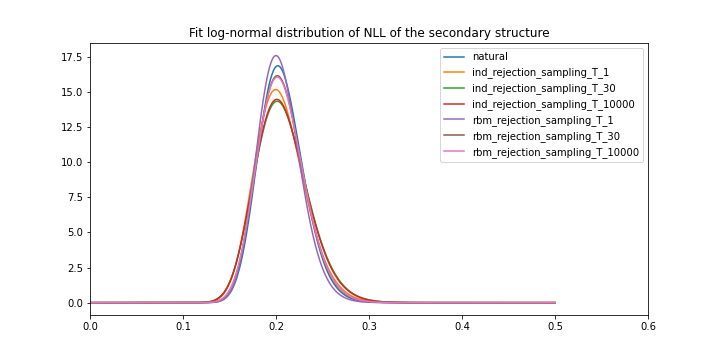 Fit log-normal distribution of NLL of the secondary structure
natural
ind_rejection_sampling_T_1
ind_rejection_sampling_T_30
ind_rejection_sampling_T_10000
rbm_rejection_sampling_T_1
rbm_rejection_sampling_T_30
rbm_rejection_sampling_T_10000
17.5
15.0
12.5
10.0
7.5
5.0
2.5
0.0
0.0 0.1 0.2 0.3 0.4 0.5 0.6